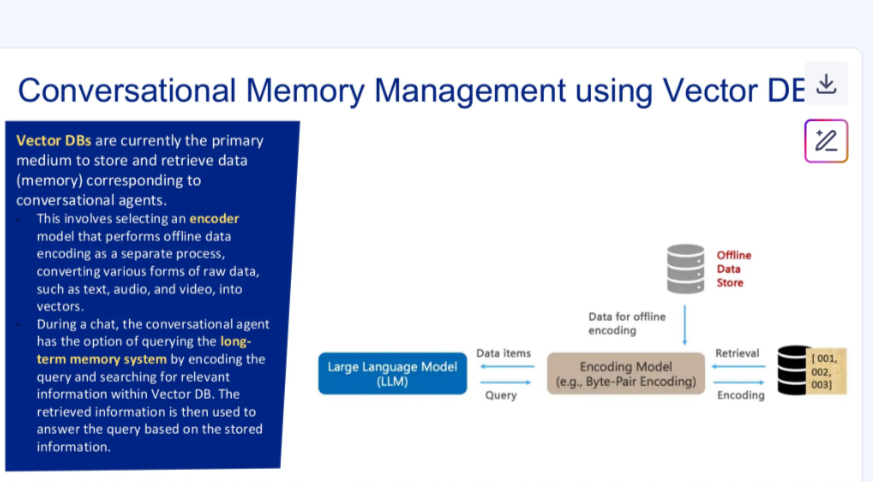 Conversational Memory Management using Vector DB
Vector DBs are currently the primary
medium to store and retrieve data
(memory) corresponding to
conversational agents.
- This involves selecting an encoder
model that performs offline data
encoding as a separate process,
converting various forms of raw data,
such as text, audio, and video, into
vectors.
- During a chat, the conversational agent
has the option of querying the long-
term memory system by encoding the
query and searching for relevant
information within Vector DB. The
retrieved information is then used to
answer the query based on the stored
information.
Offline
Data
Store
Data for offline
encoding
Large Language Model
(LLM)
Data items
Query
Encoding Model
(e.g., Byte-Pair Encoding)
Retrieval
Encoding
[ 001,
002,
003]